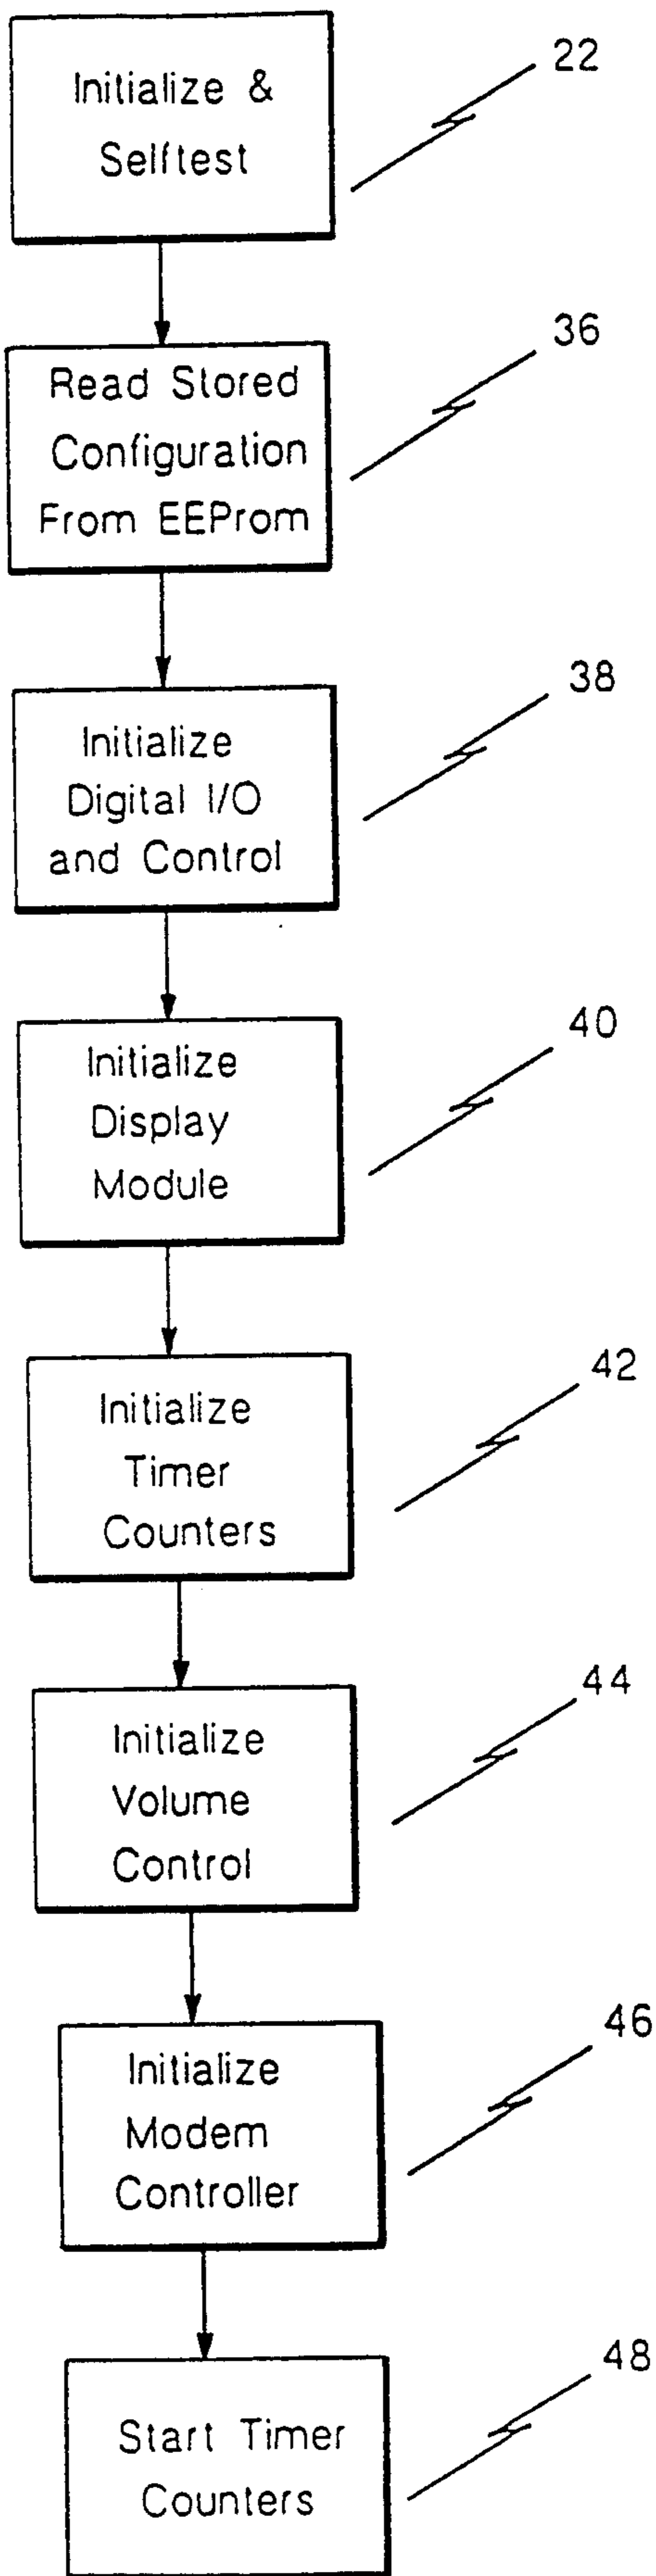 Initialize &
Selftest
22
Read Stored
Configuration
From EEProm
36
Initialize
Digital I/O
and Control
38
Initialize
Display
Module
40
Initialize
Timer
Counters
42
Initialize
Volume
Control
44
Initialize
Modem
Controller
46
Start Timer
Counters
48